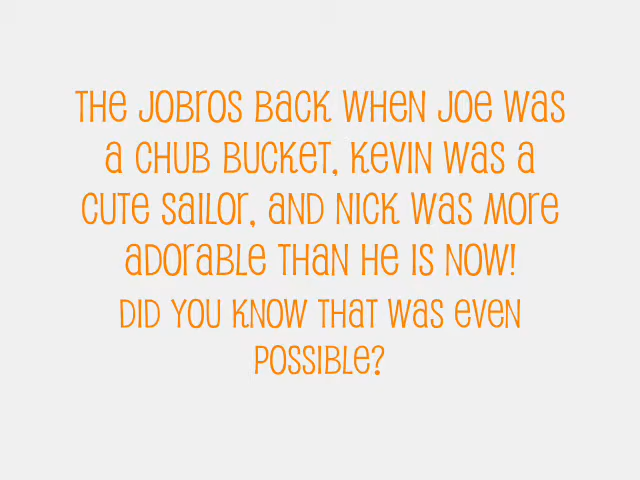 THE JOBROS BACK WHEN JOE WAS
A CHUB BUCKET, KEVIN WAS A
CUTE SAILOR, AND NICK WAS MORE
ADORABLE THAN HE IS NOW!
DID YOU KNOW THAT WAS EVEN
POSSIBLE?